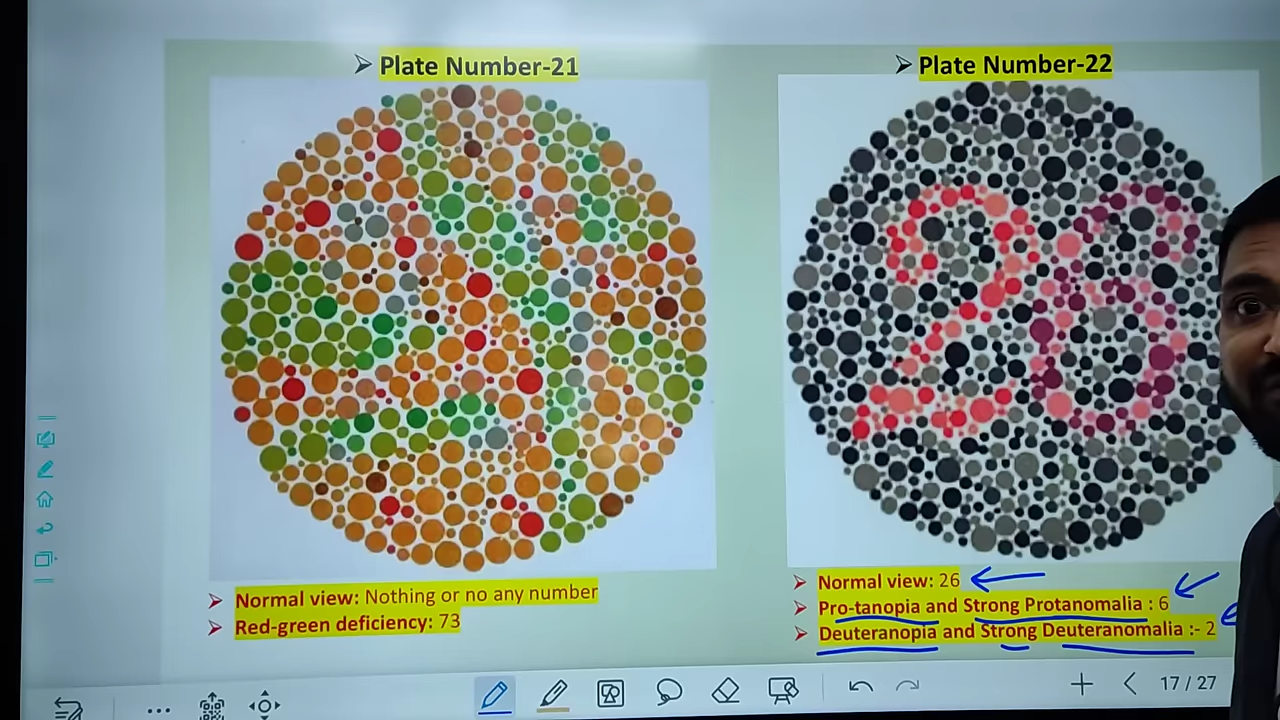 ➢ Plate Number-21
➢ Plate Number-22
26
➢ Normal view: Nothing or no any number
➢ Red-green deficiency: 73
➢ Normal view: 26
➢ Pro-tanopia and Strong Protanomalia : 6
➢ Deuteranopia and Strong Deuteranomalia :- 2
17 / 27